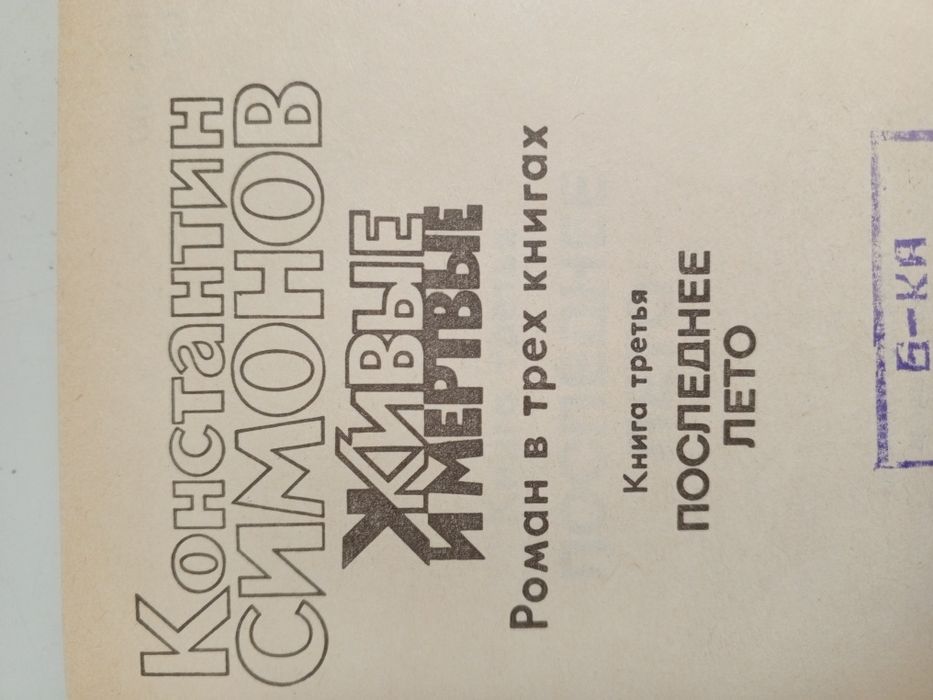 Константин
СИМОНОВ
ЖИВЫЕ
И МЕРТВЫЕ
Роман в трех книгах
Книга третья
ПОСЛЕДНЕЕ
ЛЕТО
Б-КА